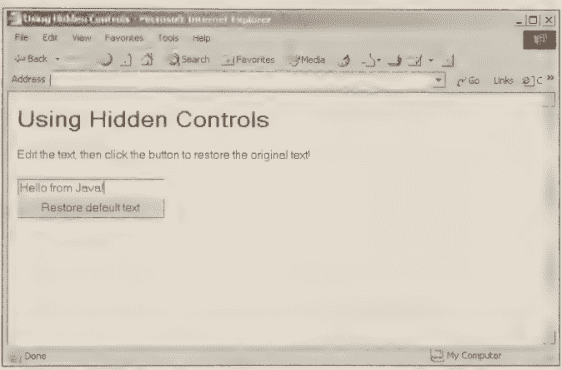 Using Hidden Controls - Microsoft Internet Explorer
File Edit View Favorites Tools Help
Back Search Favorites Media
Address Go Links
Using Hidden Controls
Edit the text, then click the button to restore the original text!
Hello from Java!
Restore default text
Done My Computer